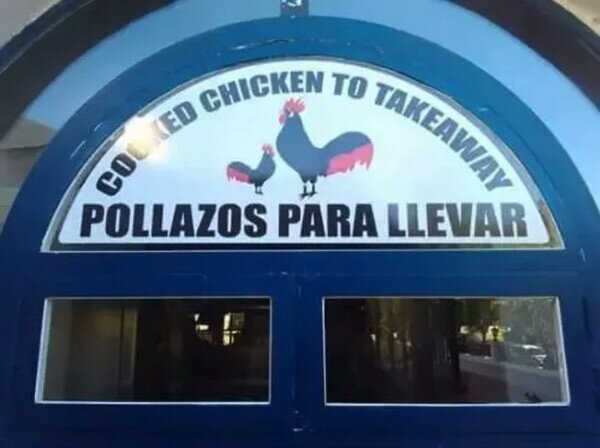 COOKED CHICKEN TO TAKEAWAY
POLLAZOS PARA LLEVAR